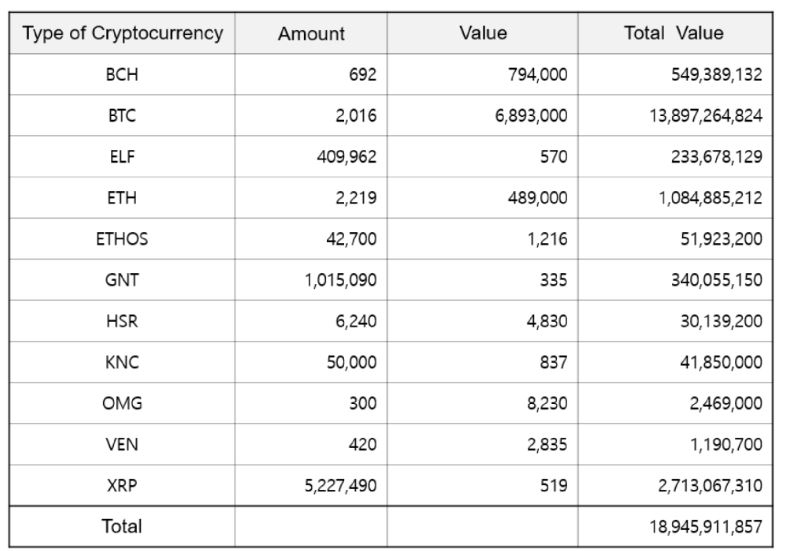 Type of Cryptocurrency Amount Value Total Value
BCH 692 794,000 549,389,132
BTC 2,016 6,893,000 13,897,264,824
ELF 409,962 570 233,678,129
ETH 2,219 489,000 1,084,885,212
ETHOS 42,700 1,216 51,923,200
GNT 1,015,090 335 340,055,150
HSR 6,240 4,830 30,139,200
KNC 50,000 837 41,850,000
OMG 300 8,230 2,469,000
VEN 420 2,835 1,190,700
XRP 5,227,490 519 2,713,067,310
Total 18,945,911,857